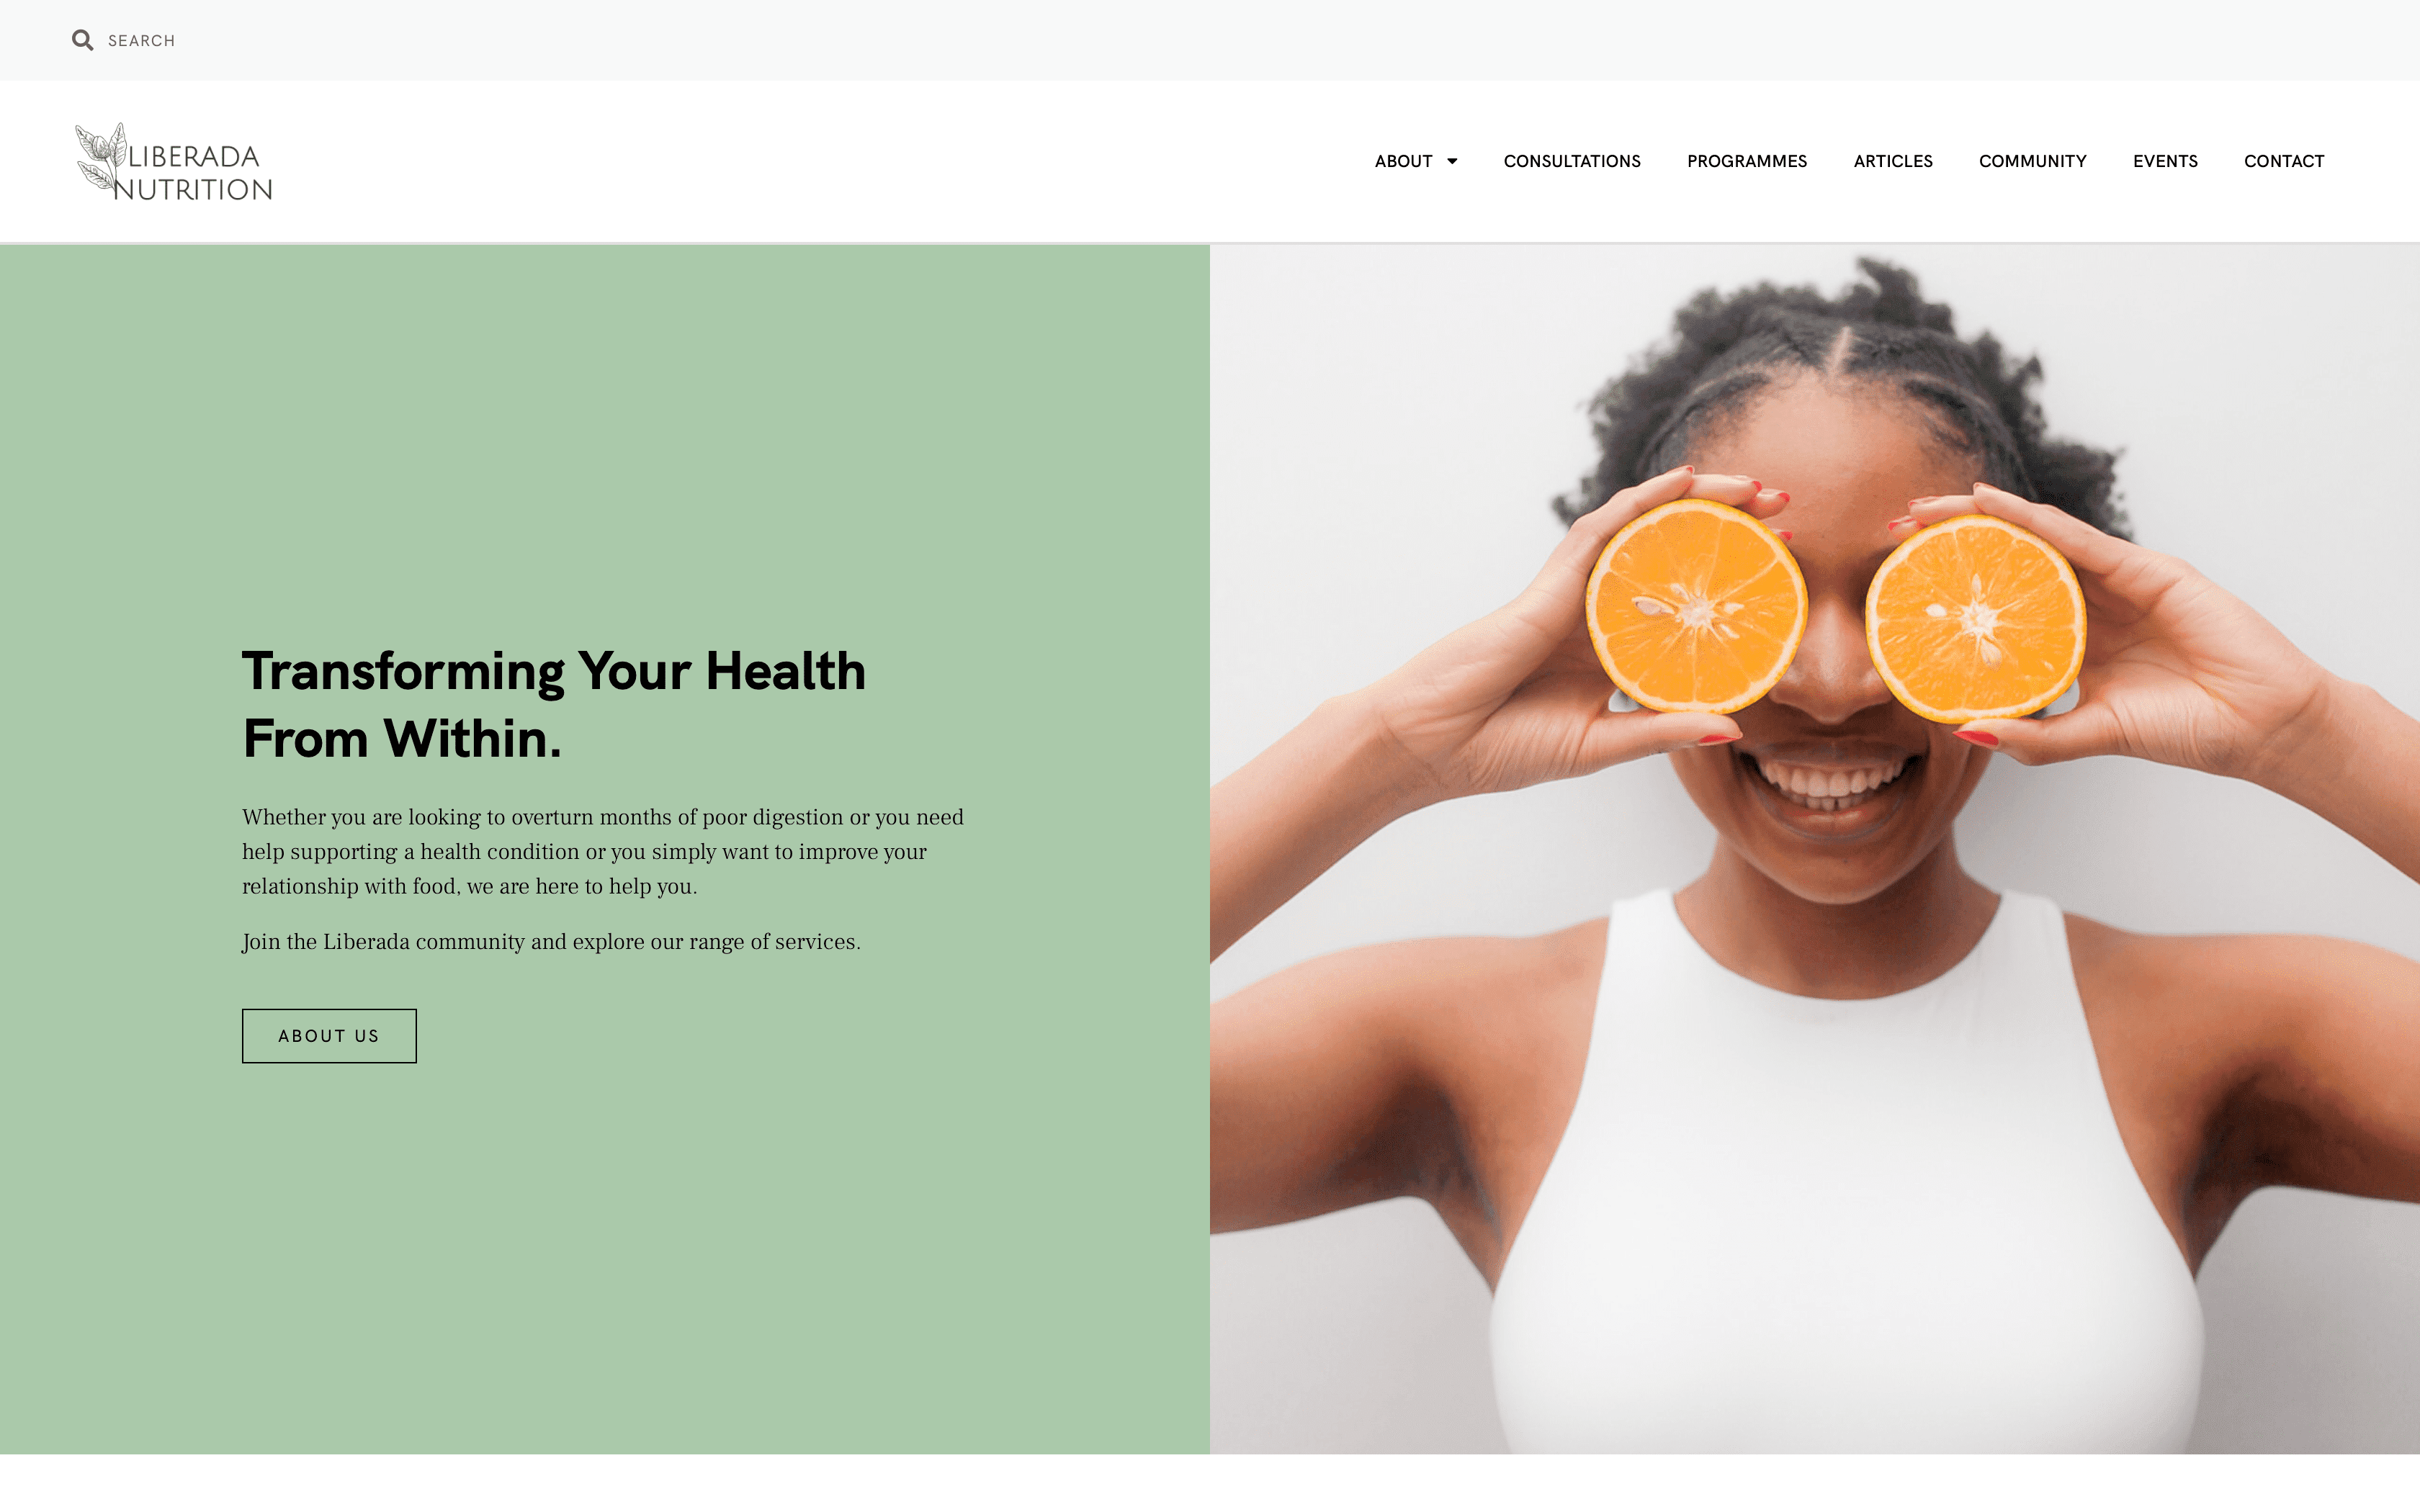 SEARCH
LIBERADA
NUTRITION
ABOUT
CONSULTATIONS
PROGRAMMES
ARTICLES
COMMUNITY
EVENTS
CONTACT
Transforming Your Health
From Within.
Whether you are looking to overturn months of poor digestion or you need
help supporting a health condition or you simply want to improve your
relationship with food, we are here to help you.
Join the Liberada community and explore our range of services.
ABOUT US